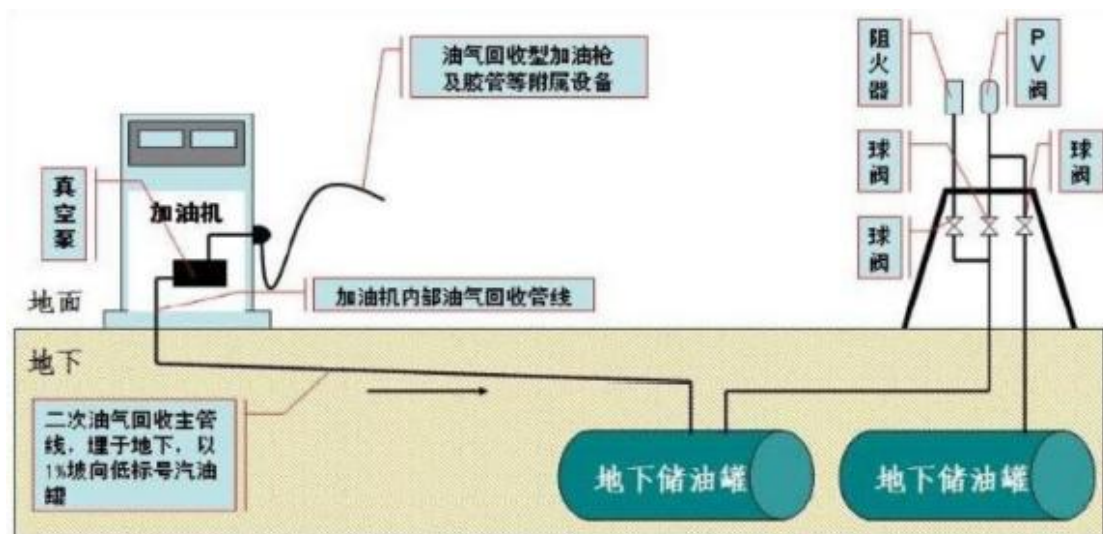 油气回收型加油枪
及胶管等附属设备
阻火器
PV阀
球阀
球阀
球阀
真空泵
加油机
加油机内部油气回收管线
地面
地下
二次油气回收主管
线，埋于地下，以
1%坡向低标号汽油
罐
地下储油罐
地下储油罐